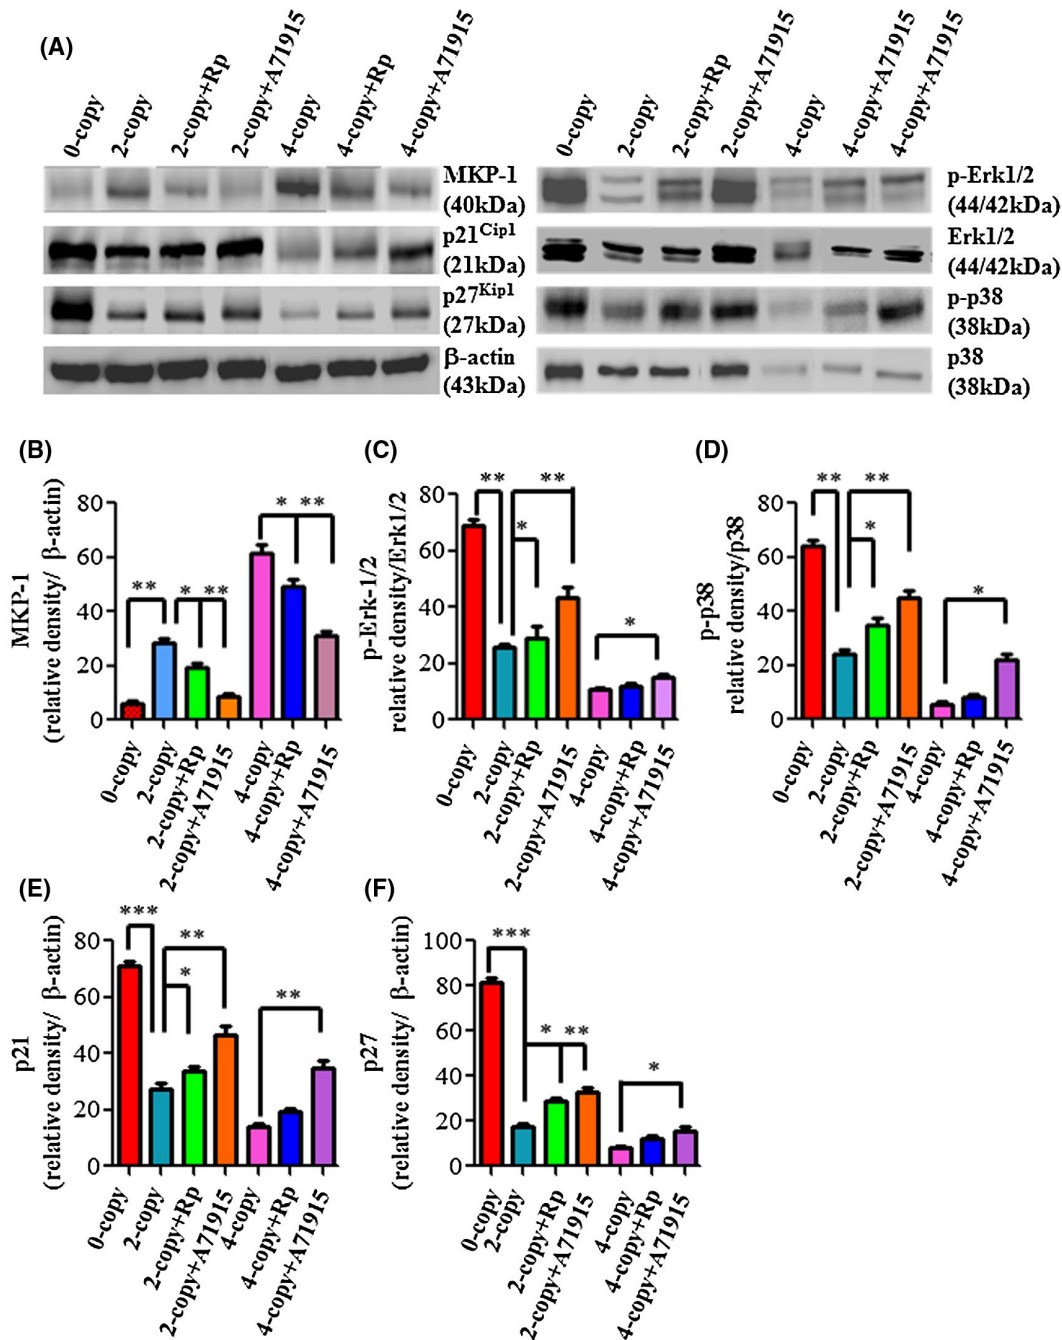 (A)
0-copy
2-copy
2-copy+Rp
2-copy+A71915
4-copy
4-copy+Rp
4-copy+A71915
MKP-1
(40kDa)
p21Cip1
(21kDa)
p27Kip1
(27kDa)
β-actin
(43kDa)
0-copy
2-copy
2-copy+Rp
2-copy+A71915
4-copy
4-copy+A71915
4-copy+A71915
p-Erk1/2
(44/42kDa)
Erk1/2
(44/42kDa)
p-p38
(38kDa)
p38
(38kDa)
(B)
MKP-1
(relative density/ β-actin)
80
60
40
20
0
**
*
**
*
**
0-copy
2-copy
2-copy+Rp
2-copy+A71915
4-copy
4-copy+Rp
4-copy+A71915
(C)
p-Erk-1/2
relative density/Erk1/2
80
60
40
20
0
**
**
*
*
0-copy
2-copy
2-copy+Rp
2-copy+A71915
4-copy
4-copy+Rp
4-copy+A71915
(D)
p-p38
relative density/p38
80
60
40
20
0
**
**
*
*
0-copy
2-copy
2-copy+Rp
2-copy+A71915
4-copy
4-copy+Rp
4-copy+A71915
(E)
p21
(relative density/ β-actin)
80
60
40
20
0
***
**
*
**
0-copy
2-copy
2-copy+Rp
2-copy+A71915
4-copy
4-copy+Rp
4-copy+A71915
(F)
p27
(relative density/ β-actin)
100
80
60
40
20
0
***
*
**
*
0-copy
2-copy
2-copy+Rp
2-copy+A71915
4-copy
4-copy+Rp
4-copy+A71915